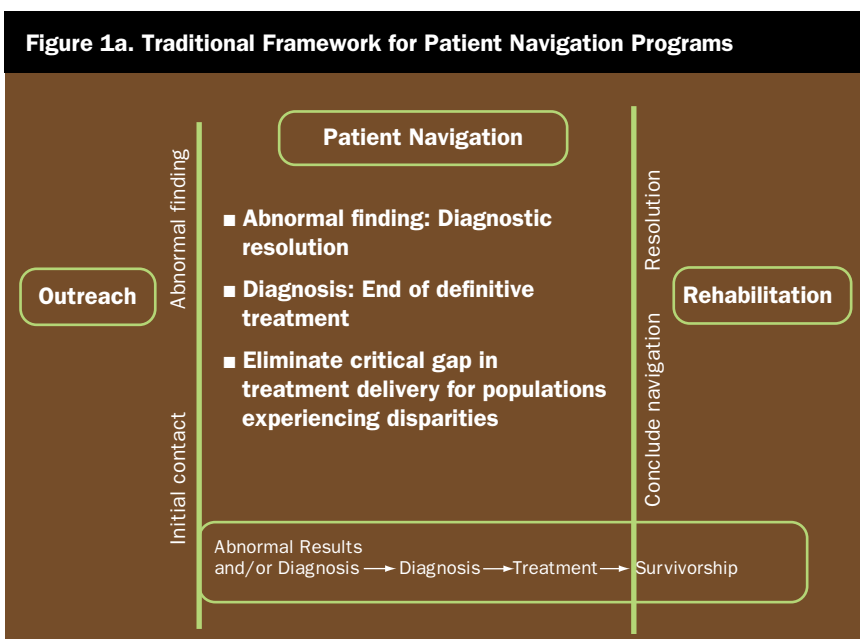 Figure 1a. Traditional Framework for Patient Navigation Programs
Patient Navigation
Outreach
Abnormal finding
Initial contact
■ Abnormal finding: Diagnostic
resolution
■ Diagnosis: End of definitive
treatment
■ Eliminate critical gap in
treatment delivery for populations
experiencing disparities
Resolution
Conclude navigation
Rehabilitation
Abnormal Results
and/or Diagnosis → Diagnosis → Treatment → Survivorship